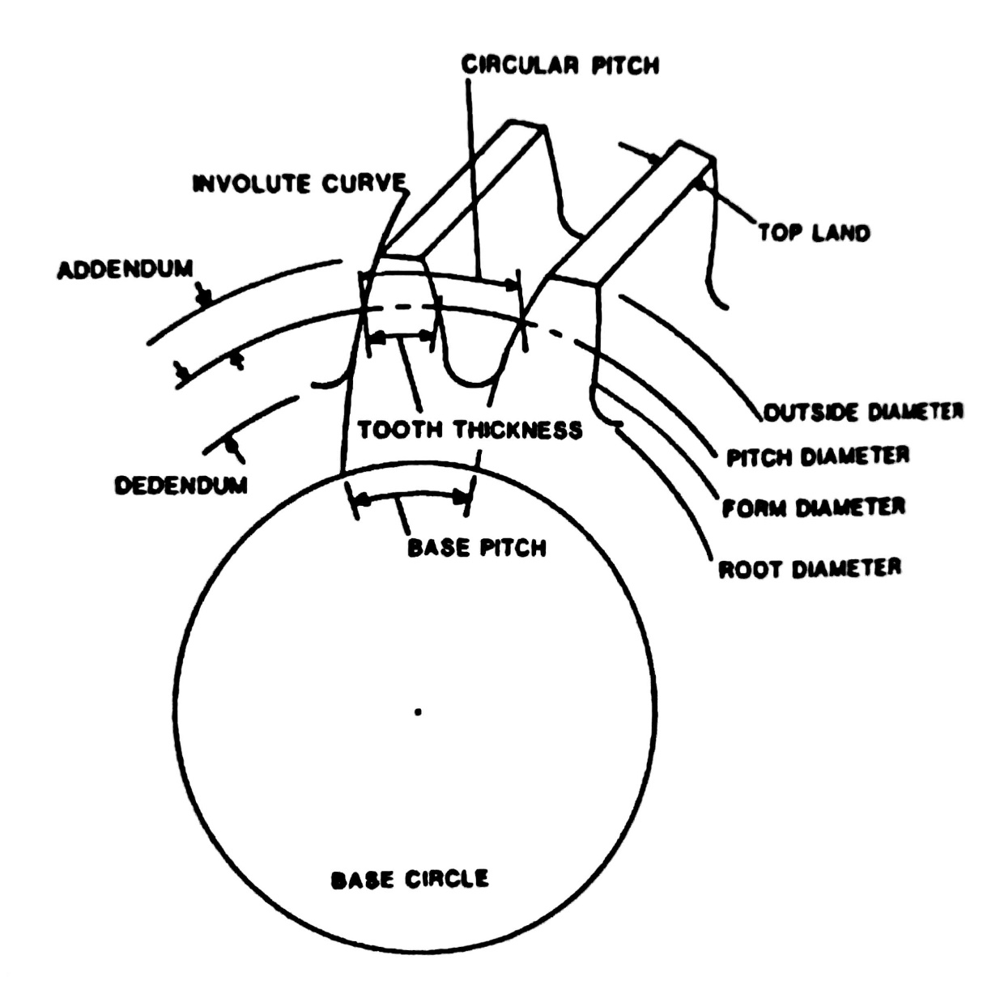 CIRCULAR PITCH
INVOLUTE CURVE
TOP LAND
ADDENDUM
OUTSIDE DIAMETER
TOOTH THICKNESS
PITCH DIAMETER
DEDENDUM
FORM DIAMETER
BASE PITCH
ROOT DIAMETER
BASE CIRCLE